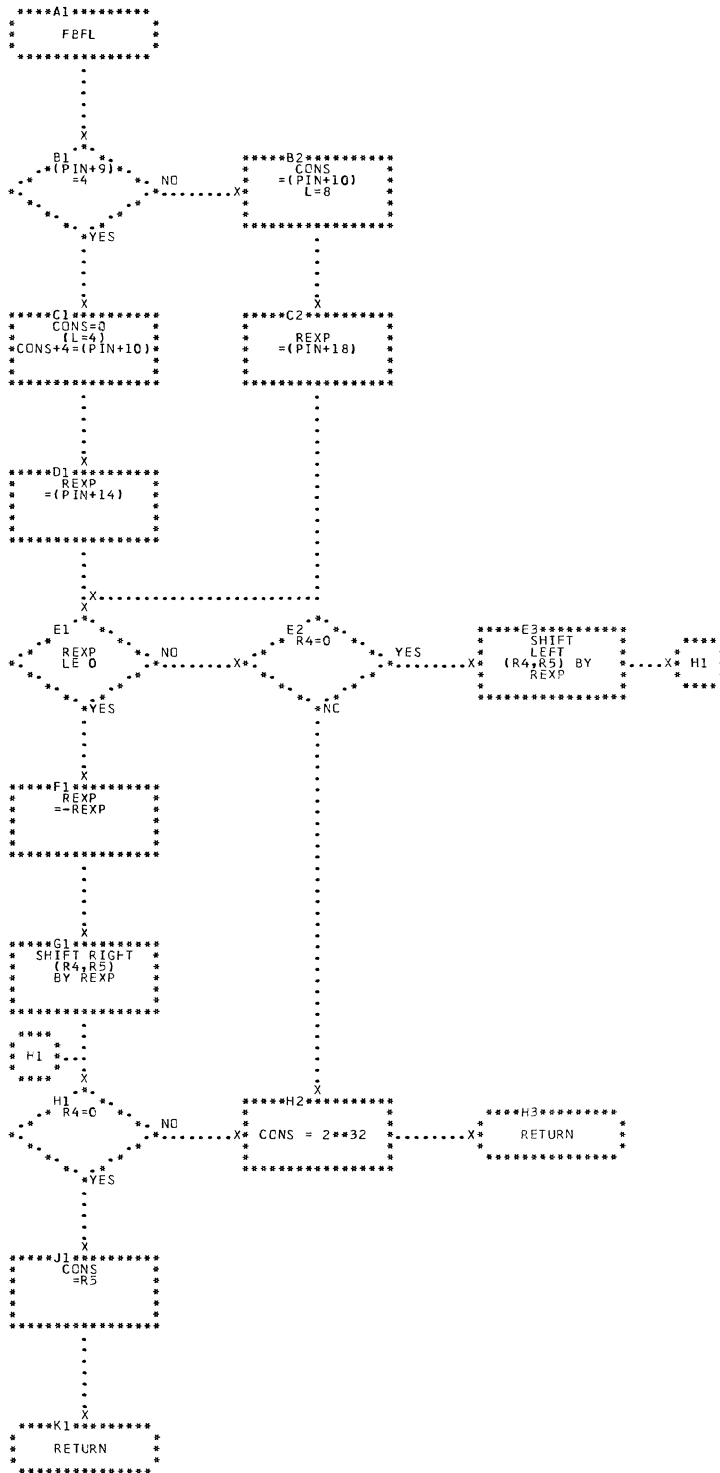 A1
FBFL
B1
(PIN+9)
=4
NO
YES
B2
CONS
=(PIN+10)
L=8
C1
CONS=0
(L=4)
CONS+4=(PIN+10)
C2
REXP
=(PIN+18)
D1
REXP
=(PIN+14)
E1
REXP
LE 0
NO
YES
E2
R4=0
YES
NC
E3
SHIFT
LEFT
(R4,R5) BY
REXP
H1
F1
REXP
=-REXP
G1
SHIFT RIGHT
(R4,R5)
BY REXP
H1
H1
R4=0
NO
YES
H2
CONS = 2**32
H3
RETURN
J1
CONS
=R5
K1
RETURN